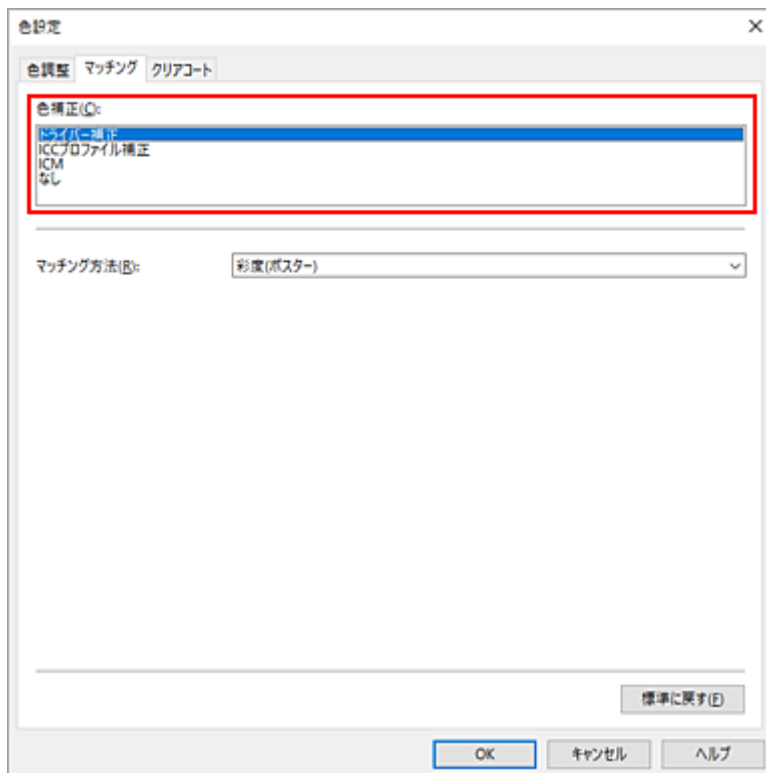 色設定
色調整 マッチング クリアコート
色補正(C):
ドライバー補正
ICCプロファイル補正
ICM
なし
マッチング方法(R): 彩度(ポスター)
標準に戻す(F)
OK キャンセル ヘルプ